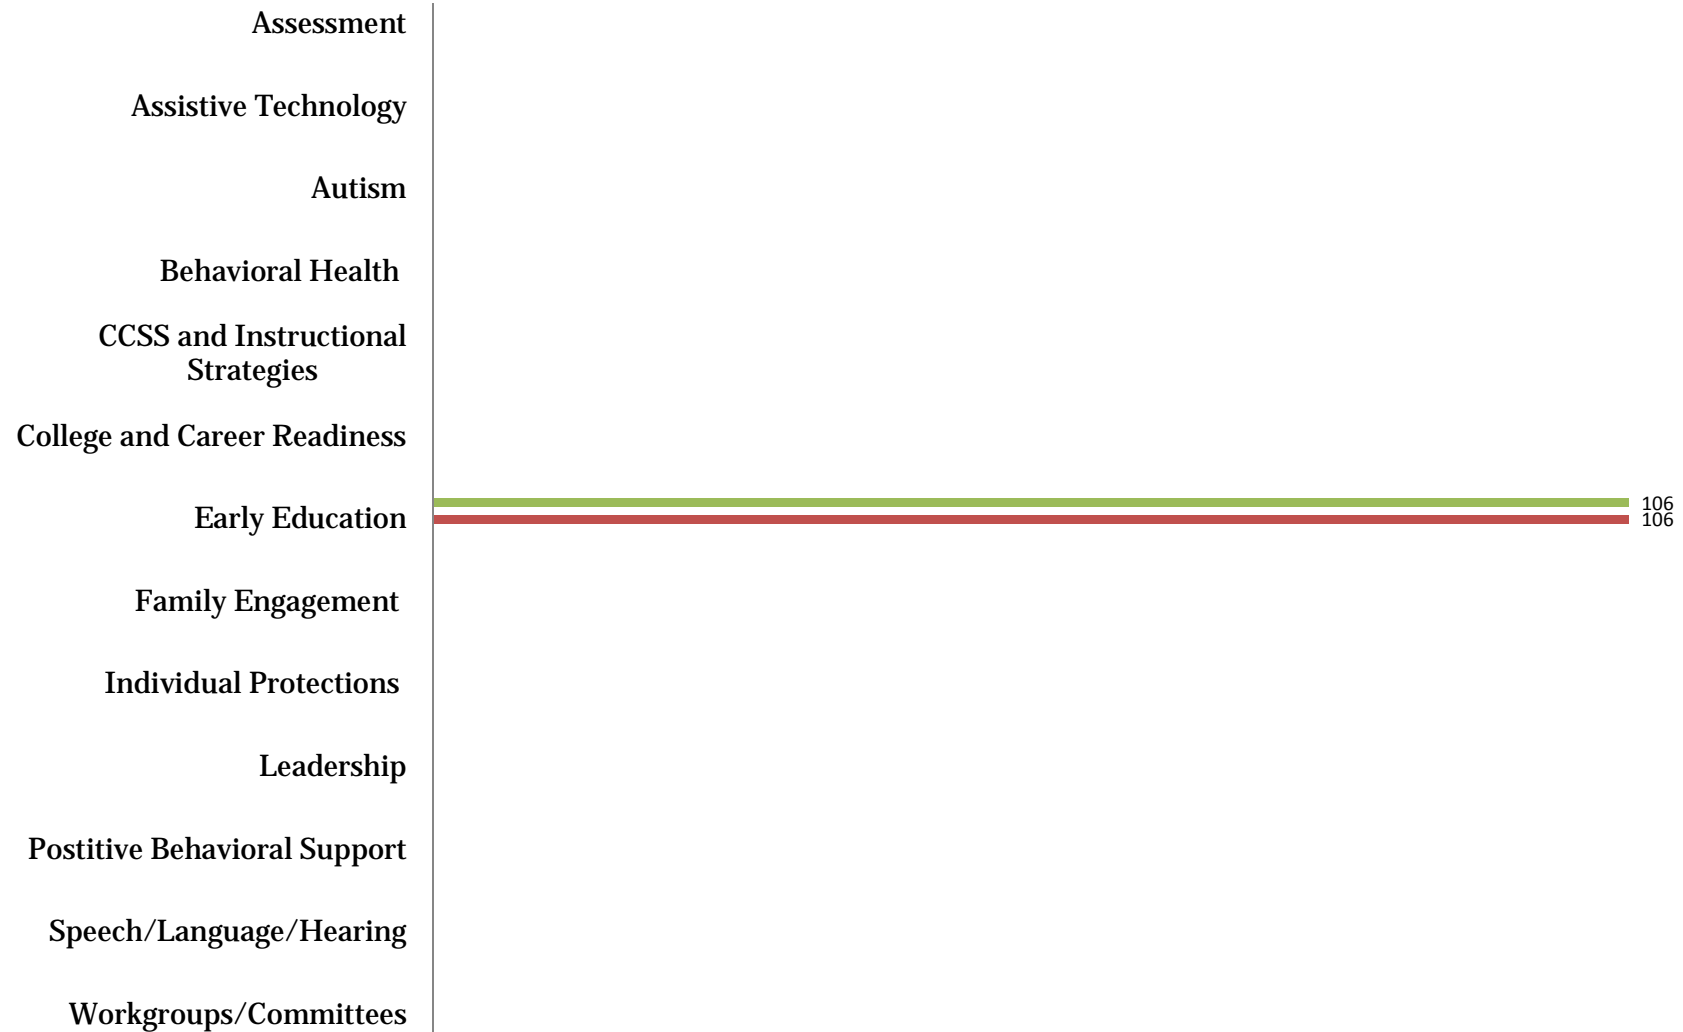 Assessment
Assistive Technology
Autism
Behavioral Health
CCSS and Instructional
Strategies
College and Career Readiness
Early Education
106
106
Family Engagement
Individual Protections
Leadership
Postitive Behavioral Support
Speech/Language/Hearing
Workgroups/Committees